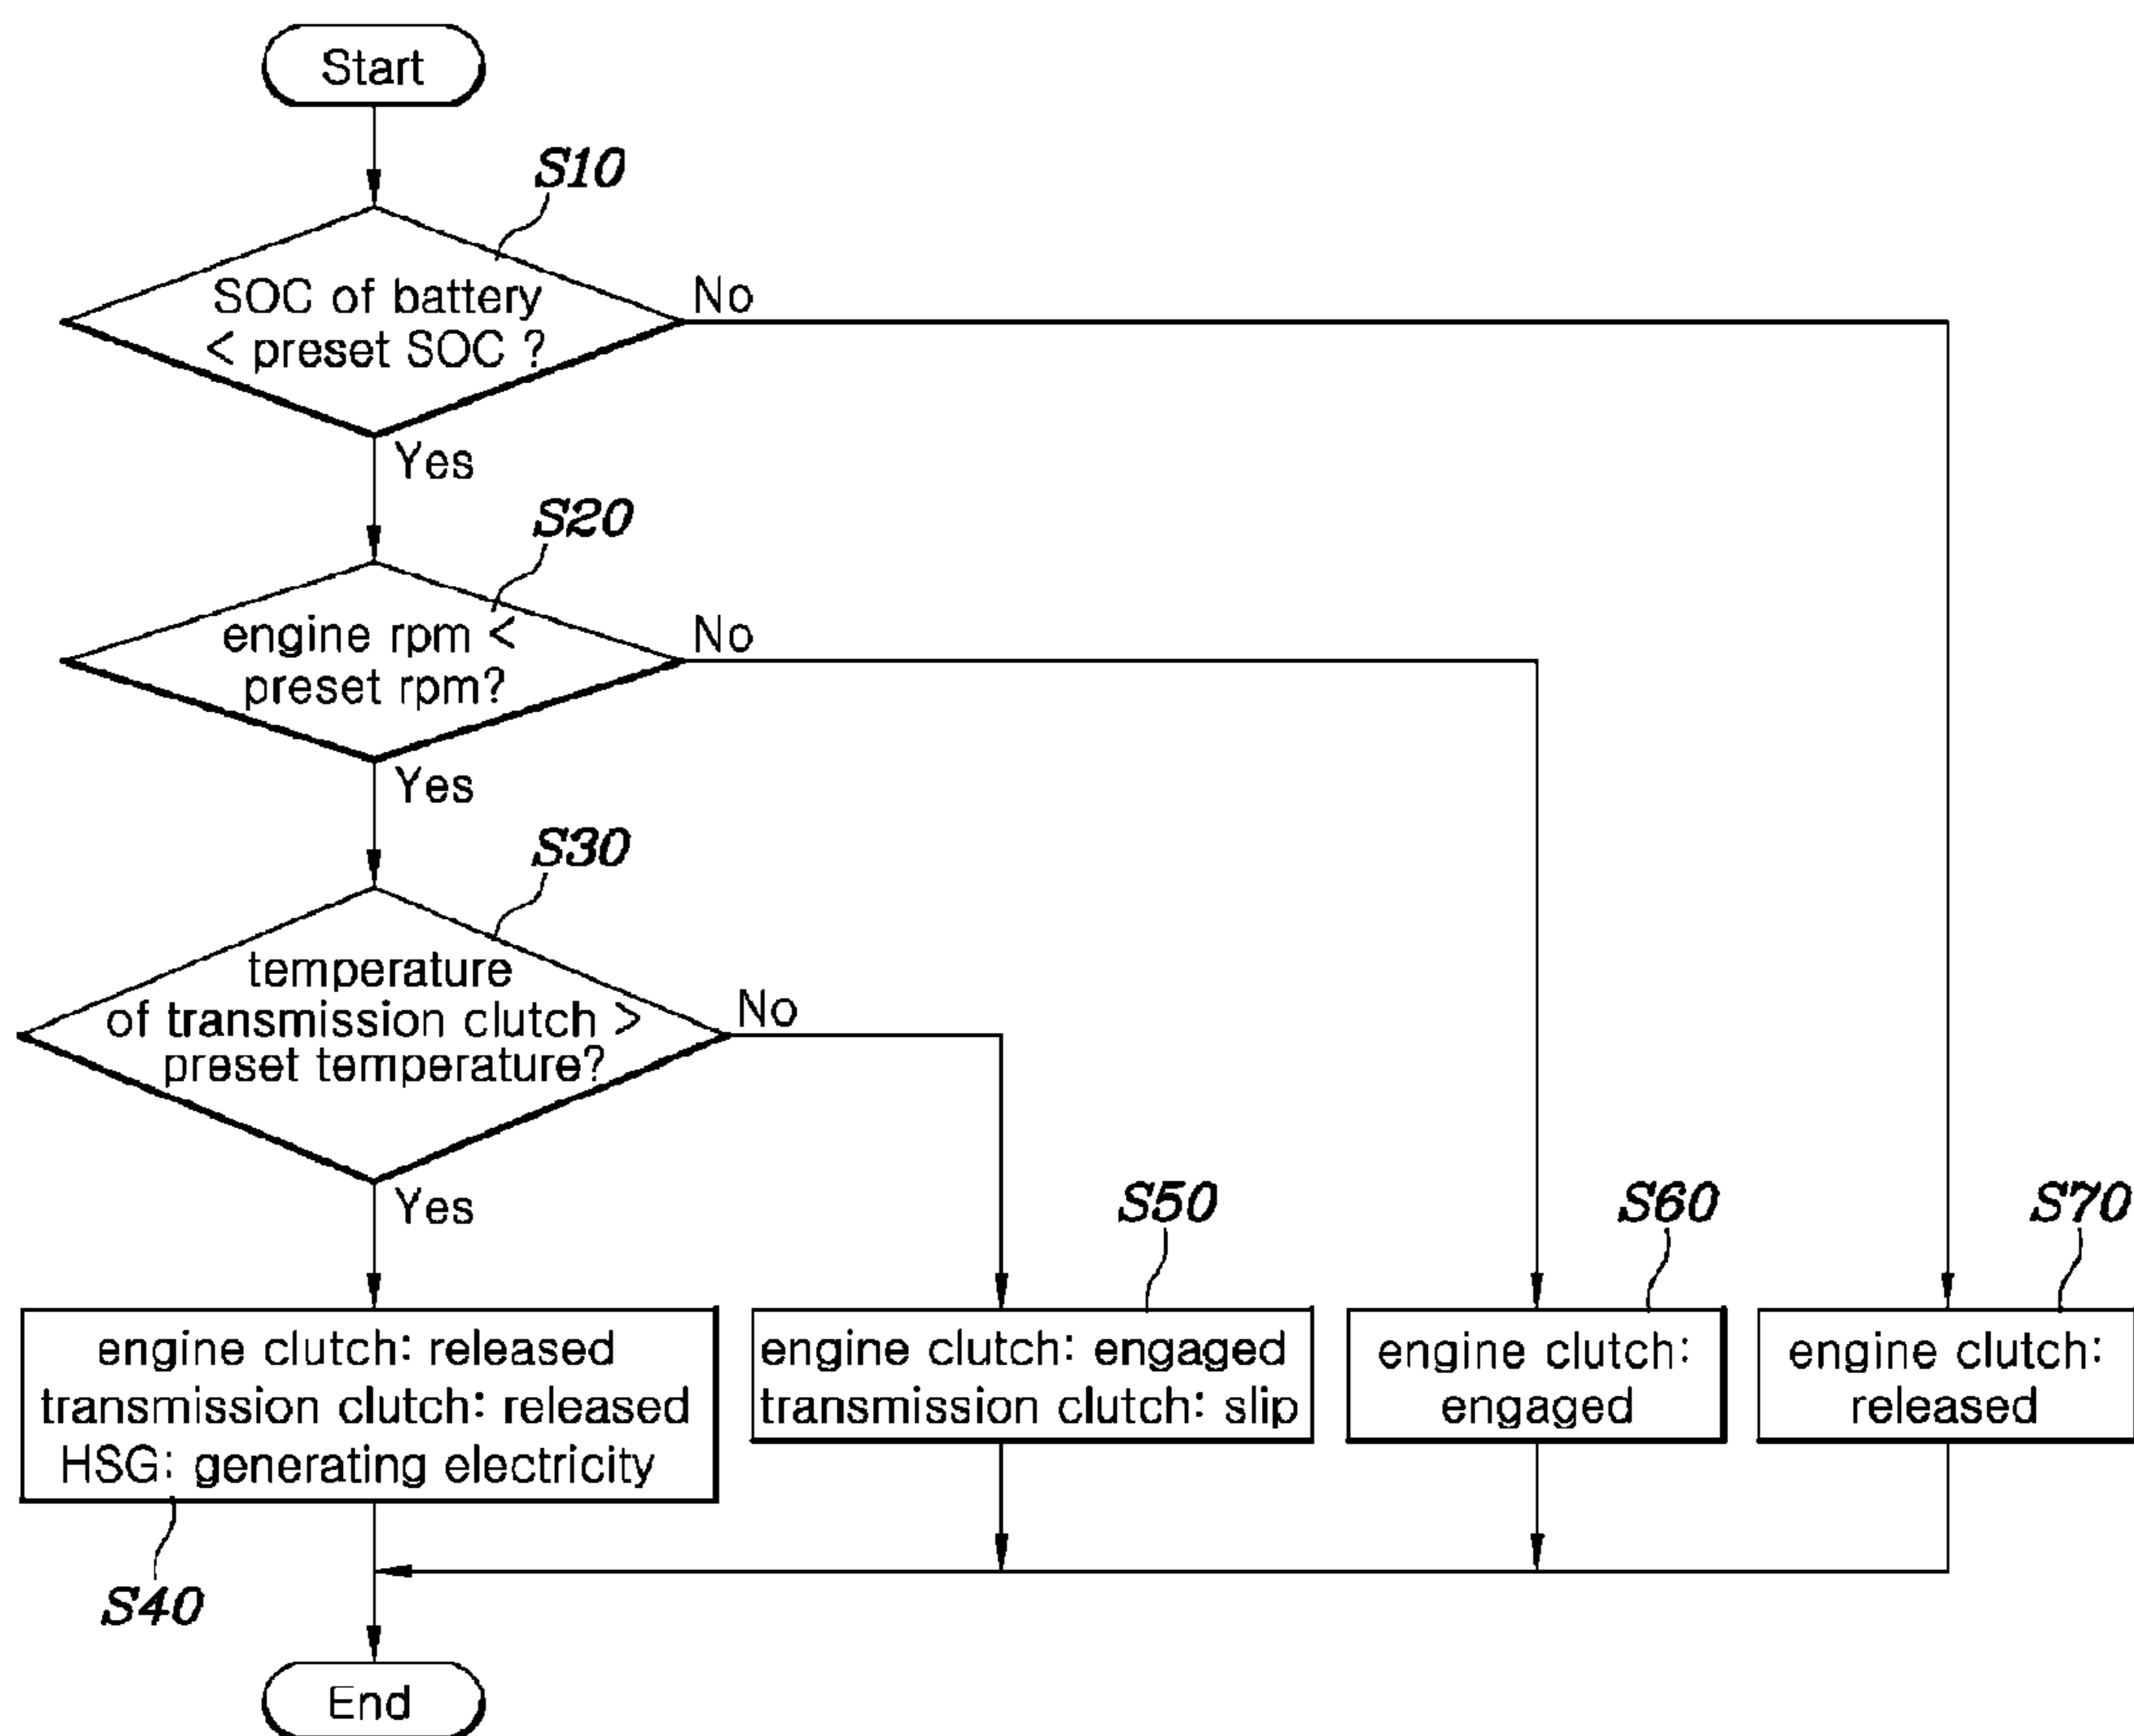 Start
S10
SOC of battery
< preset SOC ?
No
Yes
S20
engine rpm <
preset rpm?
No
Yes
S30
temperature
of transmission clutch >
preset temperature?
No
Yes
S50
S60
S70
engine clutch: released
transmission clutch: released
HSG: generating electricity
engine clutch: engaged
transmission clutch: slip
engine clutch:
engaged
engine clutch:
released
S40
End